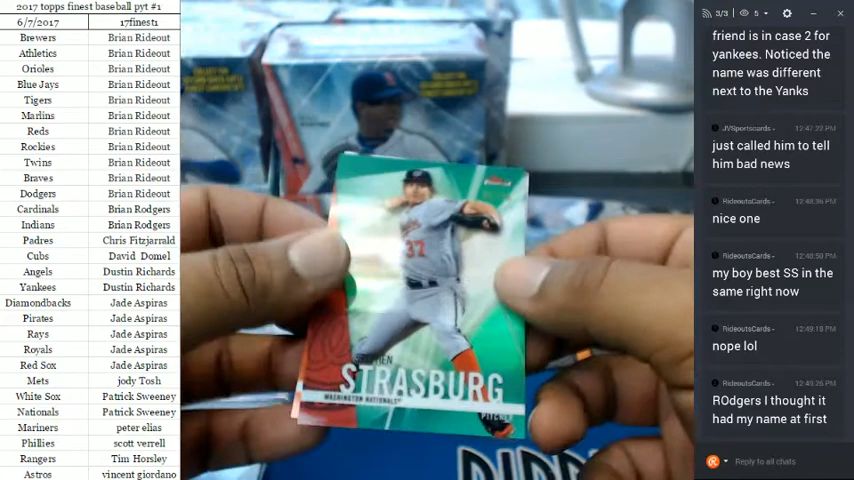 2017 topps finest baseball pyt #1
6/7/2017 17finest1
Brewers Brian Rideout
Athletics Brian Rideout
Orioles Brian Rideout
Blue Jays Brian Rideout
Tigers Brian Rideout
Marlins Brian Rideout
Reds Brian Rideout
Rockies Brian Rideout
Twins Brian Rideout
Braves Brian Rideout
Dodgers Brian Rideout
Cardinals Brian Rodgers
Indians Brian Rodgers
Padres Chris Fitzjarrald
Cubs David Domel
Angels Dustin Richards
Yankees Dustin Richards
Diamondbacks Jade Aspiras
Pirates Jade Aspiras
Rays Jade Aspiras
Royals Jade Aspiras
Red Sox Jade Aspiras
Mets jody Tosh
White Sox Patrick Sweeney
Nationals Patrick Sweeney
Mariners peter elias
Phillies scott verrell
Rangers Tim Horsley
Astros vincent giordano
37
STEPHEN
STRASBURG
WASHINGTON NATIONALS
PITCHER
3/3 5
friend is in case 2 for
yankees. Noticed the
name was different
next to the Yanks
JVSportscards - 12:47:22 PM
just called him to tell
him bad news
RideoutsCards - 12:48:36 PM
nice one
RideoutsCards - 12:48:50 PM
my boy best SS in the
same right now
RideoutsCards - 12:49:18 PM
nope lol
RideoutsCards - 12:49:26 PM
ROdgers I thought it
had my name at first
Reply to all chats